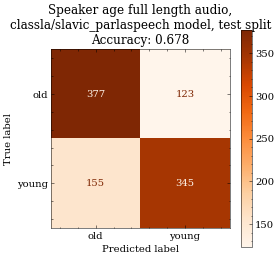 Speaker age full length audio,
classla/slavic_parlaspeech model, test split
Accuracy: 0.678
350
old 377 123
300
True label
250
young 155 345
200
150
old young
Predicted label